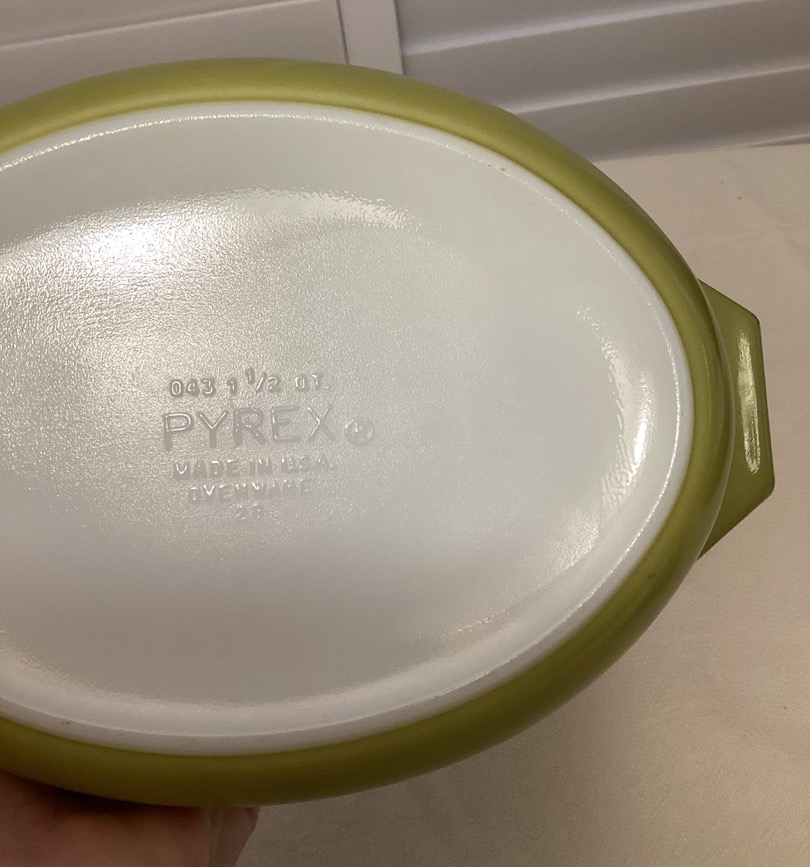 043 1 1/2 QT.
PYREX ®
MADE IN U.S.A.
OVENWARE